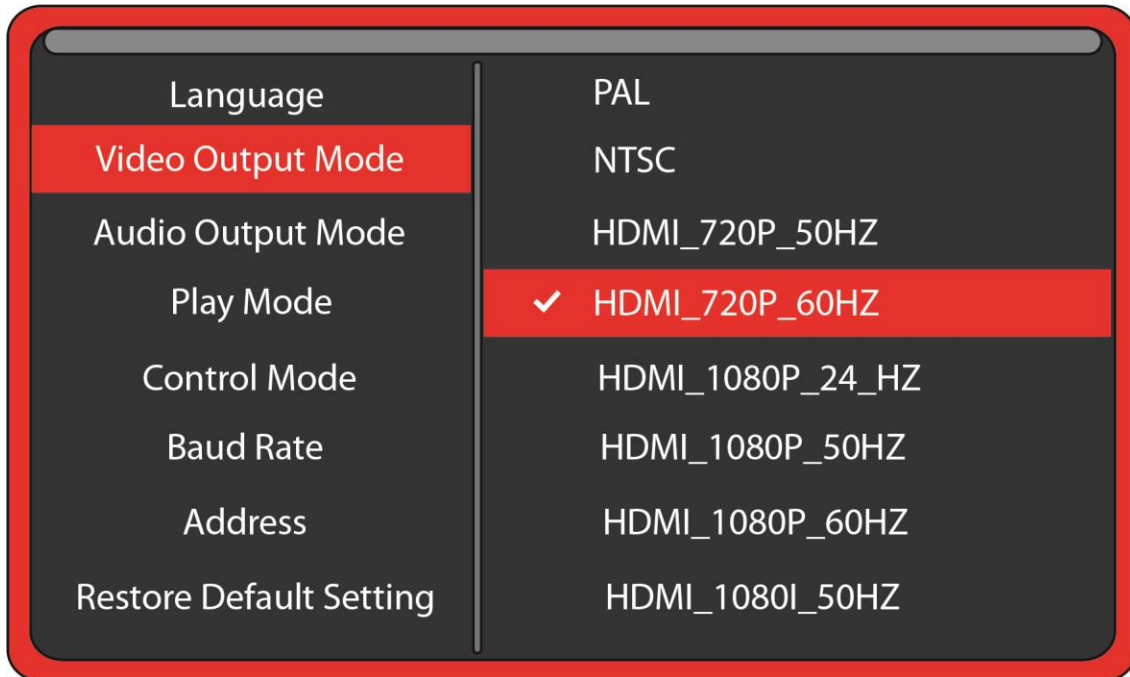 Language
Video Output Mode
Audio Output Mode
Play Mode
Control Mode
Baud Rate
Address
Restore Default Setting
PAL
NTSC
HDMI_720P_50HZ
HDMI_720P_60HZ
HDMI_1080P_24_HZ
HDMI_1080P_50HZ
HDMI_1080P_60HZ
HDMI_1080I_50HZ